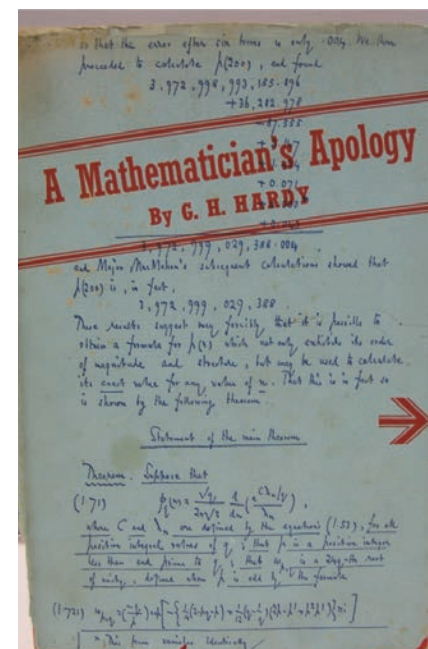 is that the error after six terms is only ·004. We then
proceeded to calculate p(200), and found
3,972,998,993,185·896
+36,282·978
-87·555
A Mathematician's Apology
+0·071
By G. H. HARDY
3,972,999,029,388·004
and Major MacMahon's subsequent calculations showed that
p(200) is, in fact,
3,972,999,029,388.
These results suggest very forcibly that it is possible to
obtain a formula for p(n) which not only exhibits its order
of magnitude and structure, but may be used to calculate
its exact value for any value of n. That this is in fact so
is shown by the following theorem.
Statement of the main theorem
Theorem. Suppose that
(1·71)
where C and λn are defined by the equations (1·53), for all
positive integral values of q; that p is a positive integer
less than and prime to q; that ωp,q is a 24q-th root
of unity, defined when p is odd by the formula
(1·721)